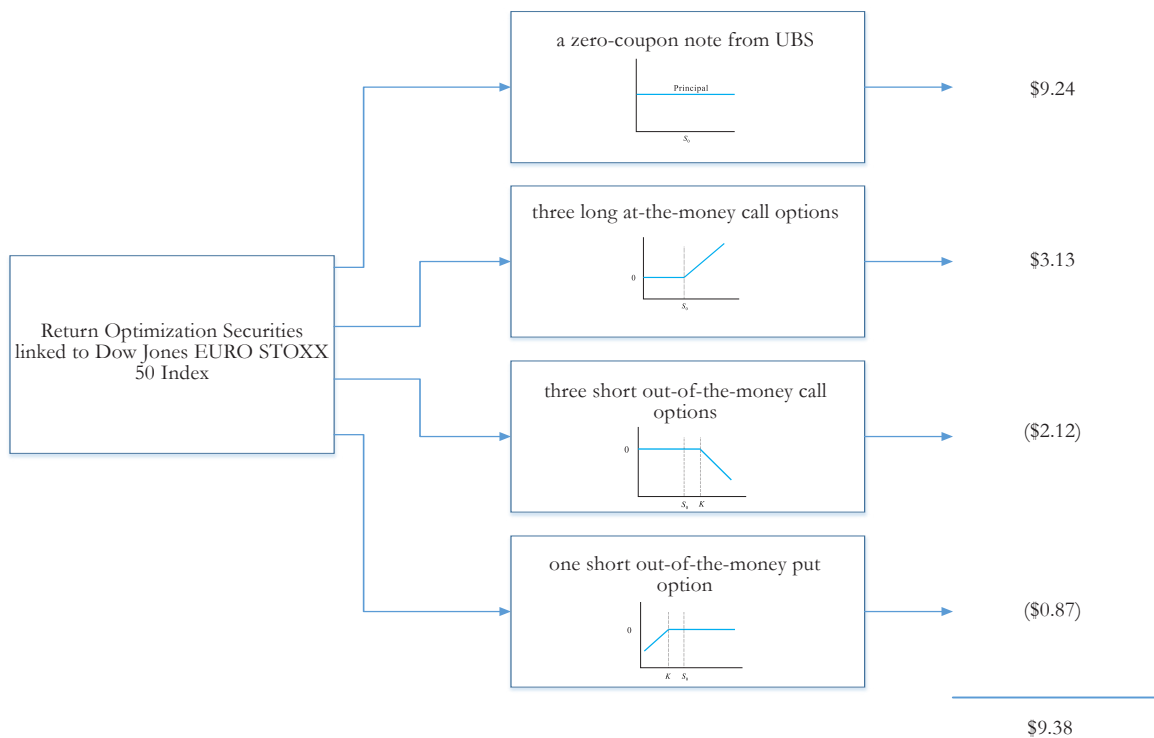 a zero-coupon note from UBS
Principal
S₀
$9.24
three long at-the-money call options
0
S₀
$3.13
Return Optimization Securities
linked to Dow Jones EURO STOXX
50 Index
three short out-of-the-money call
options
0
S₀ K
($2.12)
one short out-of-the-money put
option
0
K S₀
($0.87)
$9.38